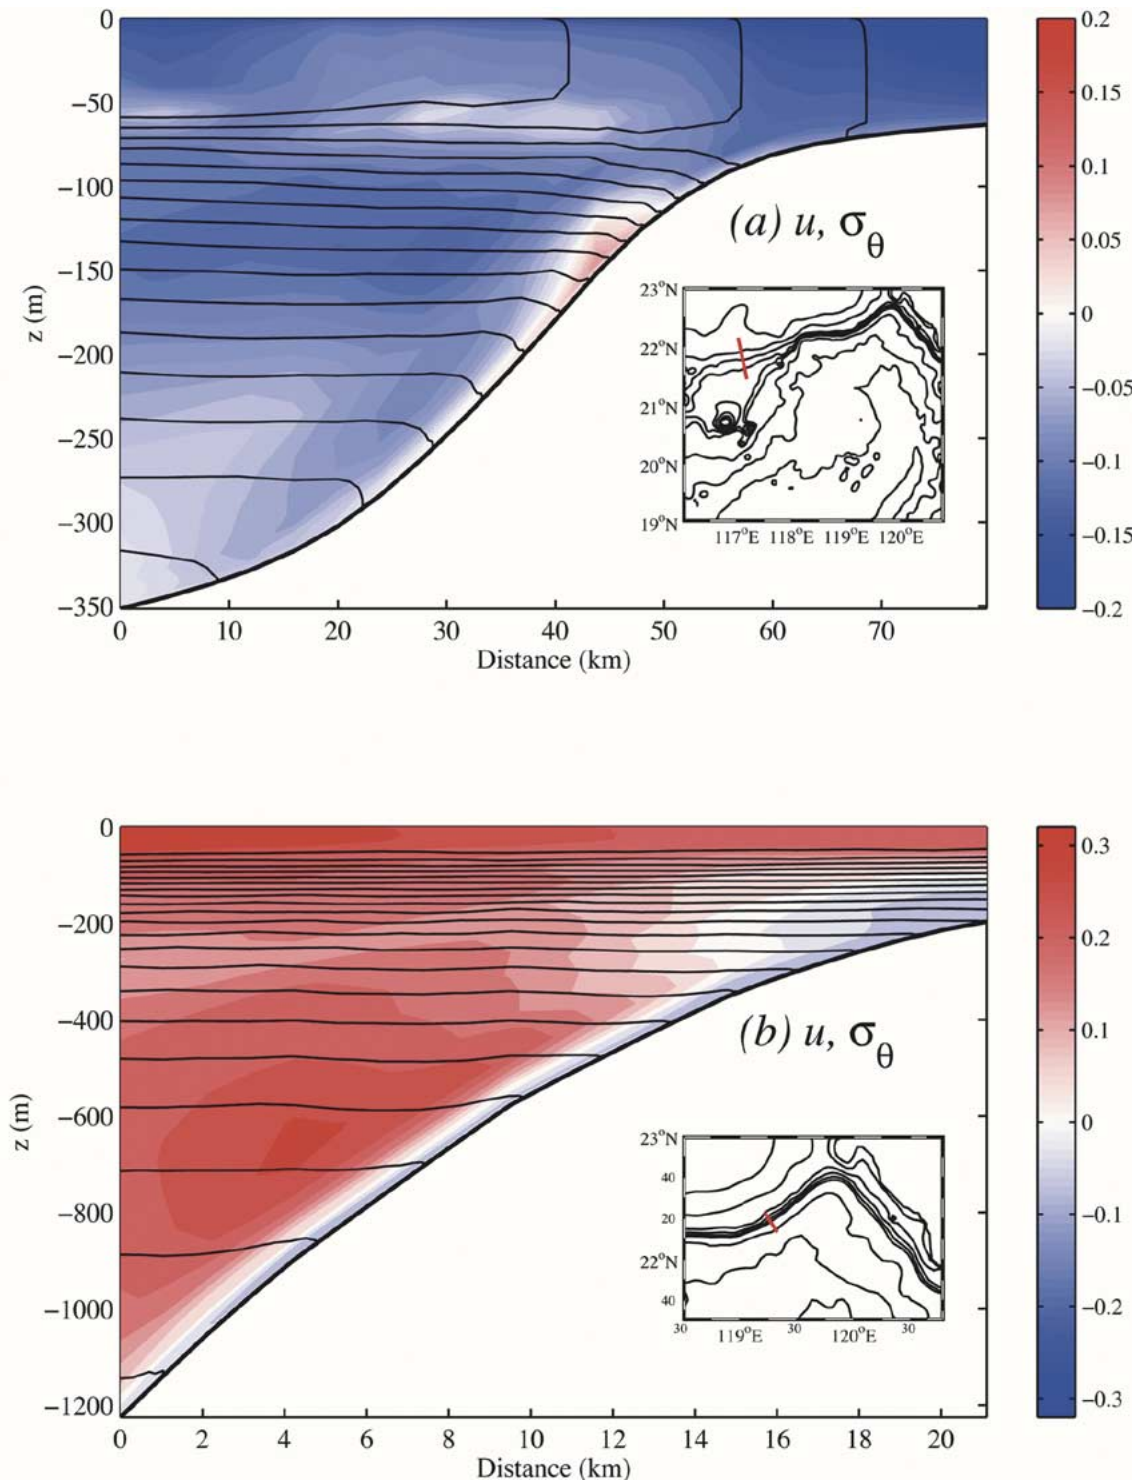 0
−50
−100
−150
−200
−250
−300
−350
z (m)
0 10 20 30 40 50 60 70
Distance (km)
(a) u, σθ
23°N
22°N
21°N
20°N
19°N
117°E 118°E 119°E 120°E
0.2
0.15
0.1
0.05
0
−0.05
−0.1
−0.15
−0.2
0
−200
−400
−600
−800
−1000
−1200
z (m)
0 2 4 6 8 10 12 14 16 18 20
Distance (km)
(b) u, σθ
23°N
40
20
22°N
40
30 119°E 30 120°E 30
0.3
0.2
0.1
0
−0.1
−0.2
−0.3